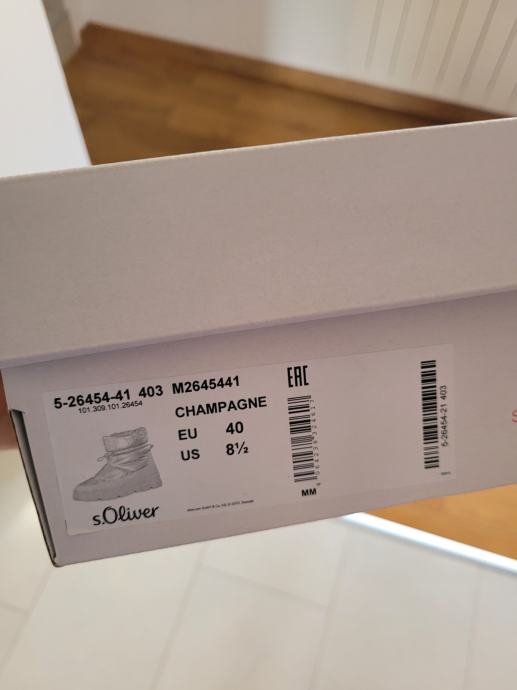 5-26454-41 403 M2645441
101.309.101.26454
CHAMPAGNE
EU 40
US 8½
s.Oliver
EAC
MM
5-26454-21 403